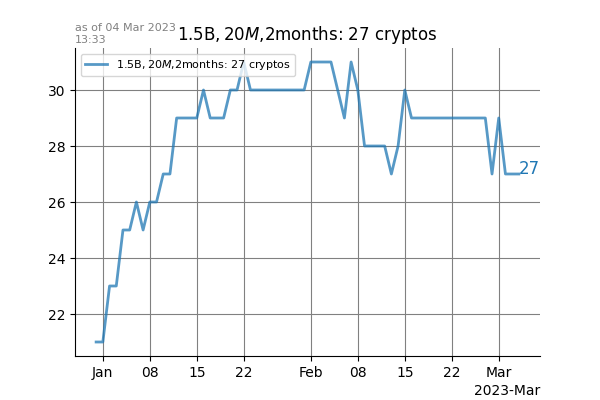 as of 04 Mar 2023
13:33
1.5B, 20M,2months: 27 cryptos
1.5B, 20M,2months: 27 cryptos
30
28
26
24
22
27
Jan 08 15 22 Feb 08 15 22 Mar
2023-Mar